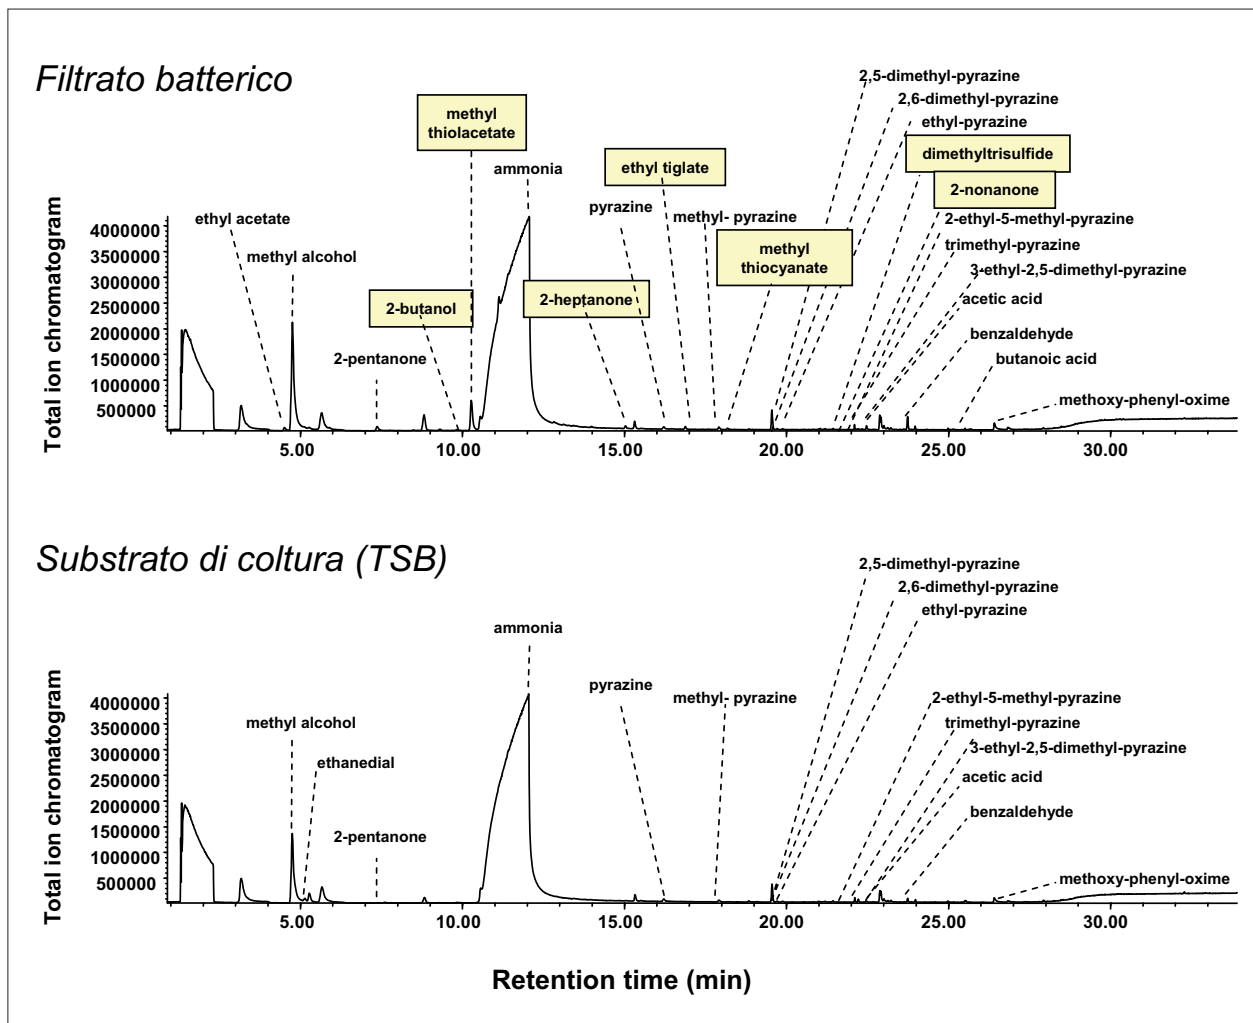 Filtrato batterico
2,5-dimethyl-pyrazine
2,6-dimethyl-pyrazine
methyl
thiolacetate
ethyl-pyrazine
dimethyltrisulfide
ammonia
ethyl tiglate
2-nonanone
pyrazine
methyl- pyrazine
ethyl acetate
2-ethyl-5-methyl-pyrazine
methyl alcohol
methyl
thiocyanate
trimethyl-pyrazine
3-ethyl-2,5-dimethyl-pyrazine
2-butanol
2-heptanone
acetic acid
benzaldehyde
2-pentanone
butanoic acid
methoxy-phenyl-oxime
Total ion chromatogram
4000000
3500000
3000000
2500000
2000000
1500000
1000000
500000
5.00 10.00 15.00 20.00 25.00 30.00
Substrato di coltura (TSB)
2,5-dimethyl-pyrazine
2,6-dimethyl-pyrazine
ethyl-pyrazine
ammonia
pyrazine
methyl- pyrazine
2-ethyl-5-methyl-pyrazine
methyl alcohol
trimethyl-pyrazine
ethanedial
3-ethyl-2,5-dimethyl-pyrazine
acetic acid
benzaldehyde
2-pentanone
methoxy-phenyl-oxime
Total ion chromatogram
4000000
3500000
3000000
2500000
2000000
1500000
1000000
500000
5.00 10.00 15.00 20.00 25.00 30.00
Retention time (min)